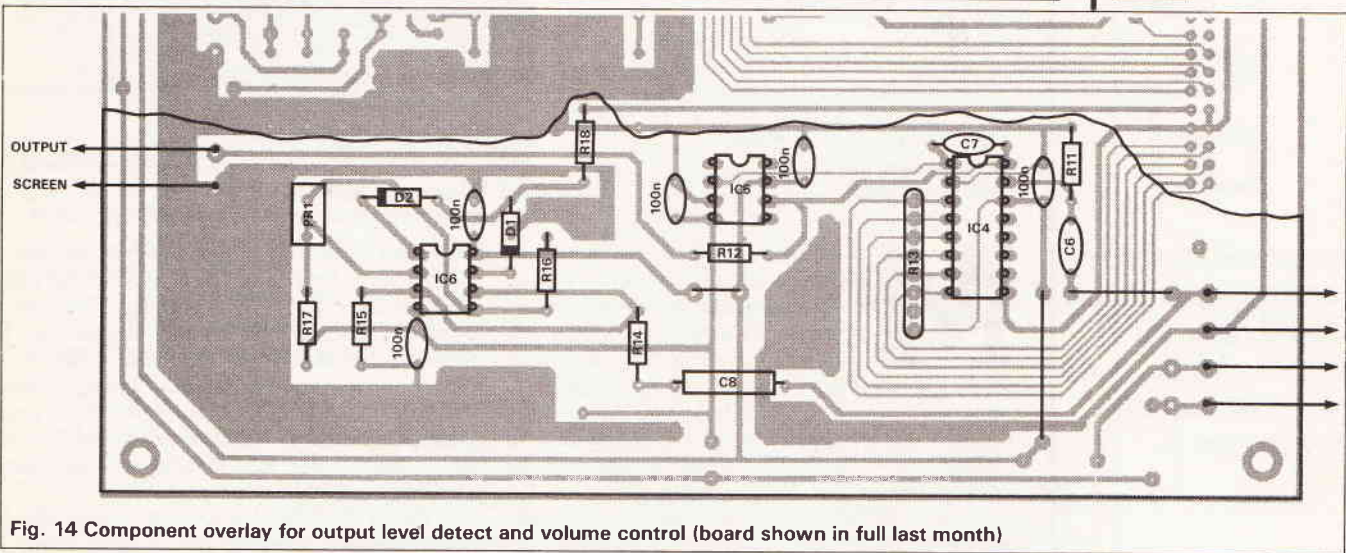 OUTPUT
SCREEN
PR1
D2
100n
D1
R18
R16
IC6
R17
R15
100n
R14
100n
IC5
100n
R12
C8
C7
IC4
R13
100n
R11
C6
Fig. 14 Component overlay for output level detect and volume control (board shown in full last month)